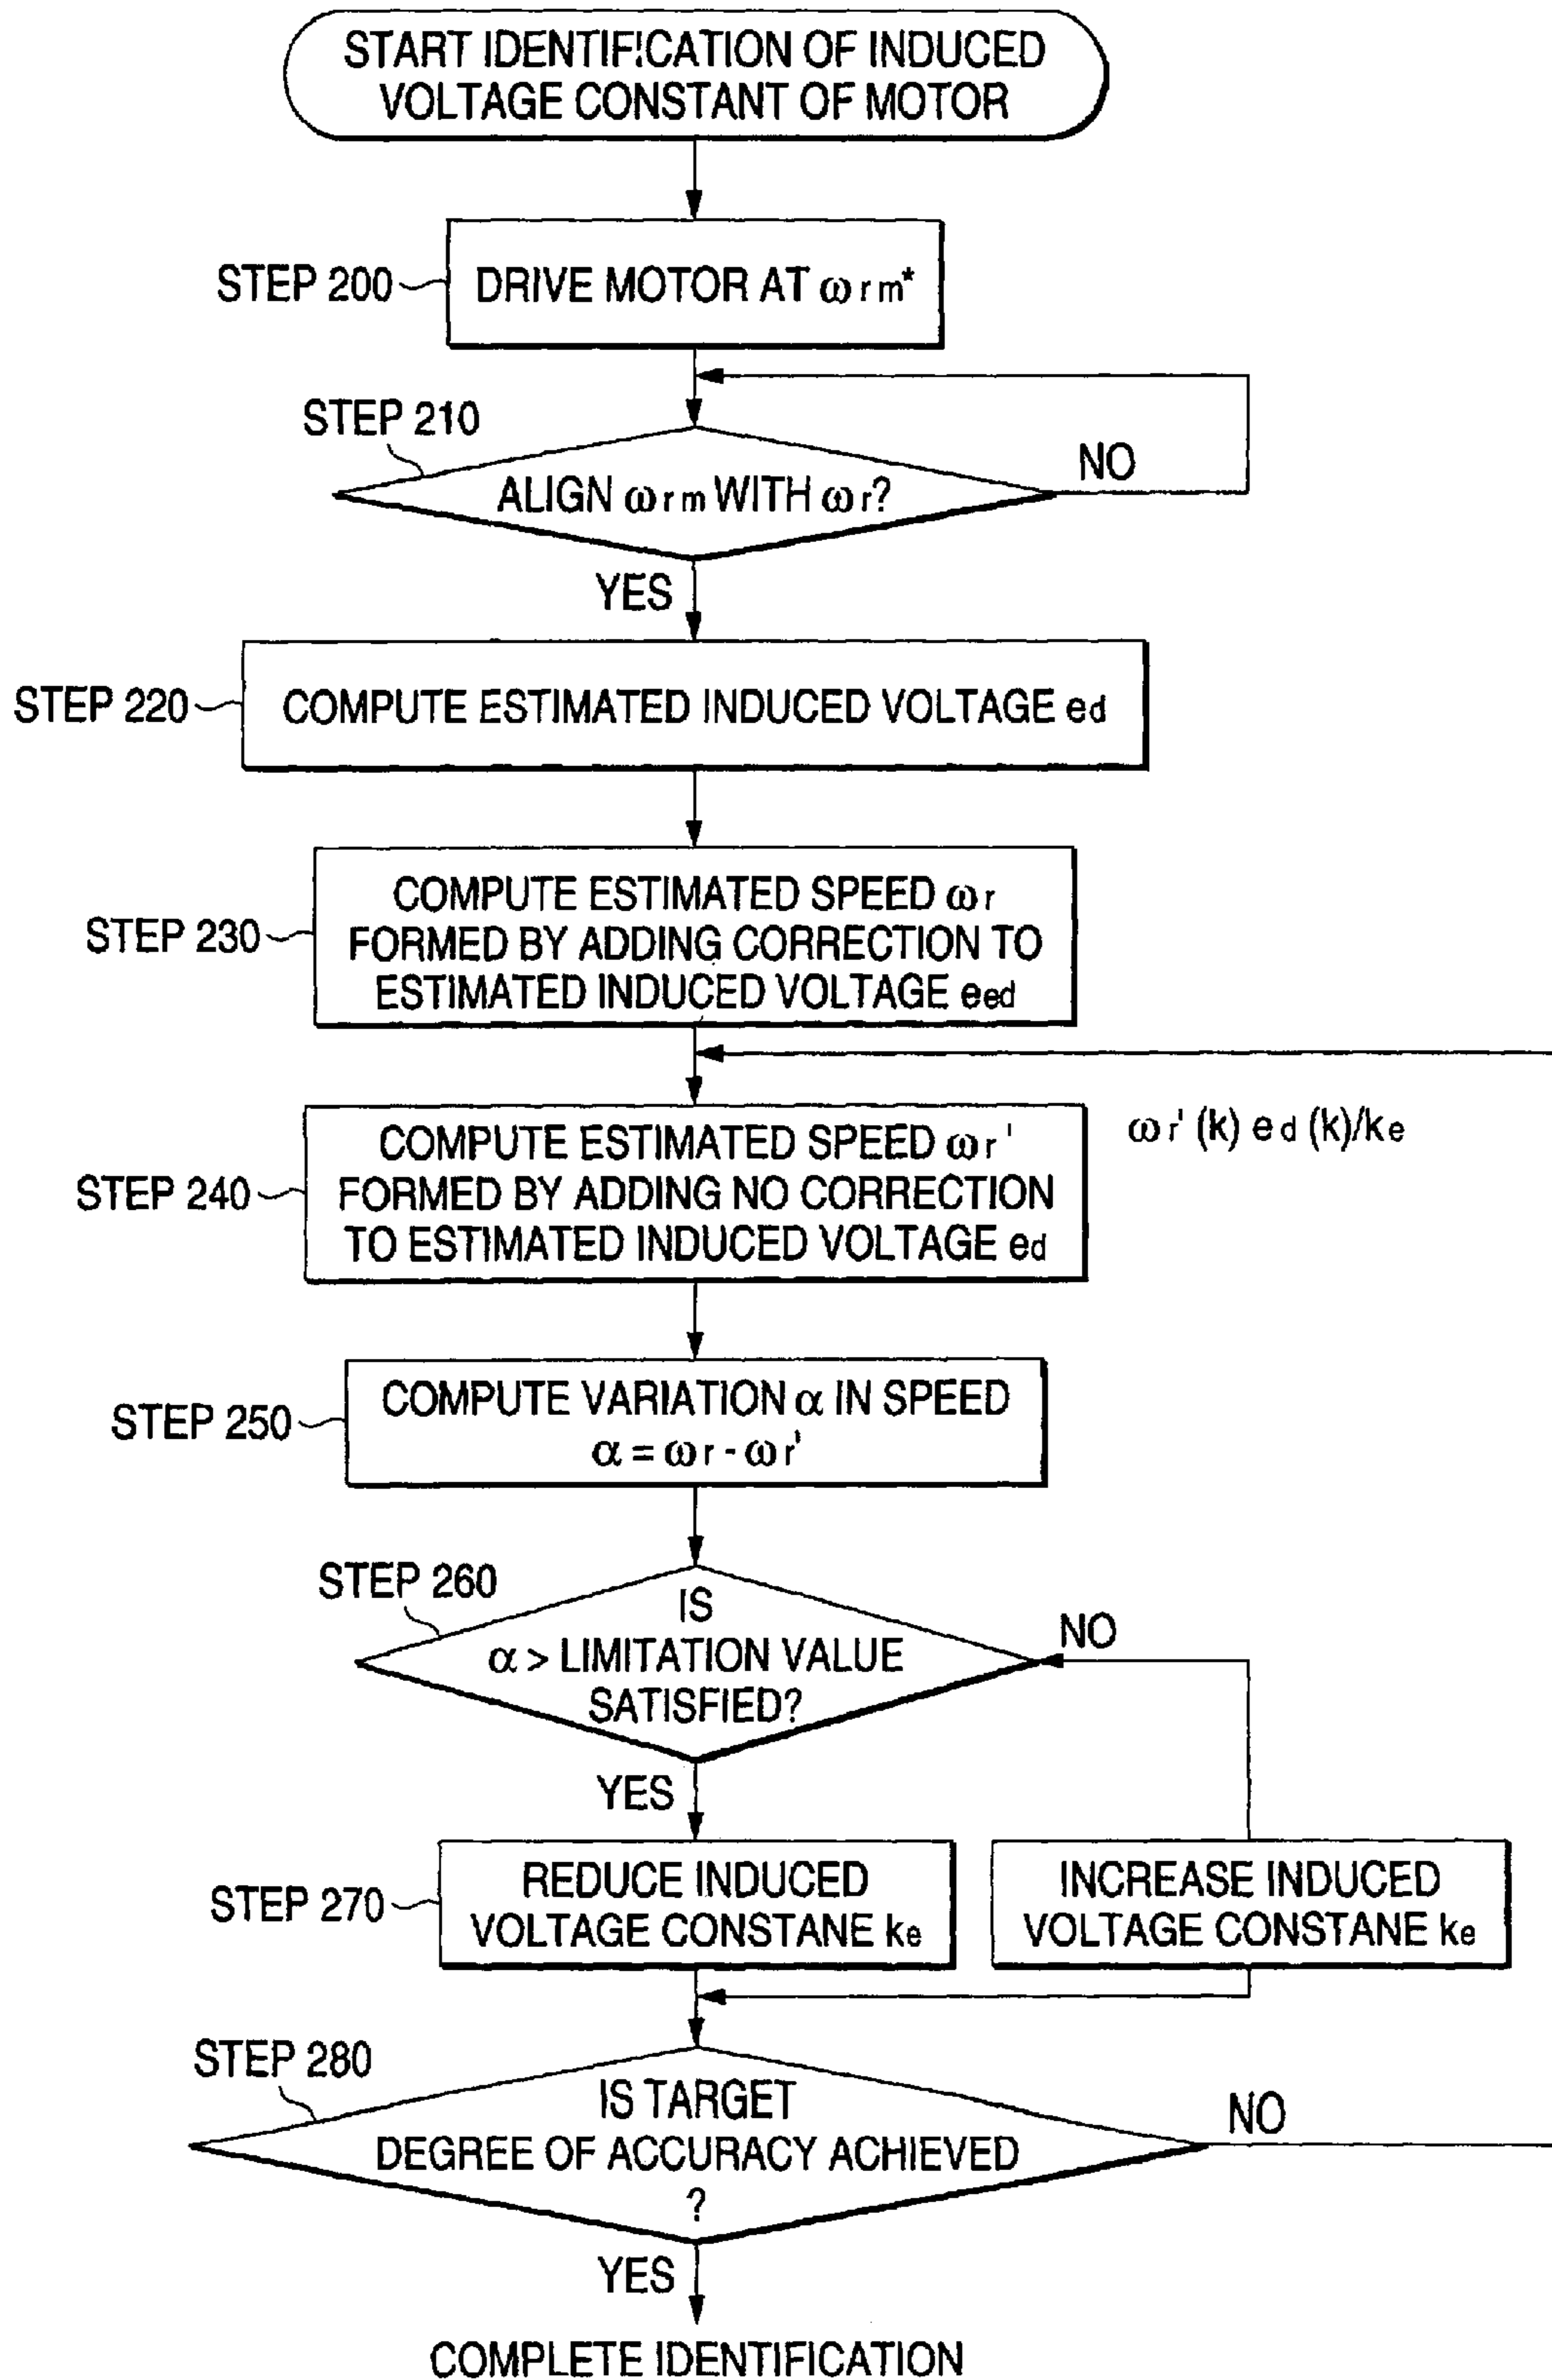 START IDENTIFICATION OF INDUCED
VOLTAGE CONSTANT OF MOTOR
STEP 200
DRIVE MOTOR AT ωrm*
STEP 210
ALIGN ωrm WITH ωr?
NO
YES
STEP 220
COMPUTE ESTIMATED INDUCED VOLTAGE ed
STEP 230
COMPUTE ESTIMATED SPEED ωr
FORMED BY ADDING CORRECTION TO
ESTIMATED INDUCED VOLTAGE eed
STEP 240
COMPUTE ESTIMATED SPEED ωr'
FORMED BY ADDING NO CORRECTION
TO ESTIMATED INDUCED VOLTAGE ed
ωr'(k) ed (k)/ke
STEP 250
COMPUTE VARIATION α IN SPEED
α = ωr - ωr'
STEP 260
IS
α > LIMITATION VALUE
SATISFIED?
NO
YES
STEP 270
REDUCE INDUCED
VOLTAGE CONSTANE ke
INCREASE INDUCED
VOLTAGE CONSTANE ke
STEP 280
IS TARGET
DEGREE OF ACCURACY ACHIEVED
?
NO
YES
COMPLETE IDENTIFICATION